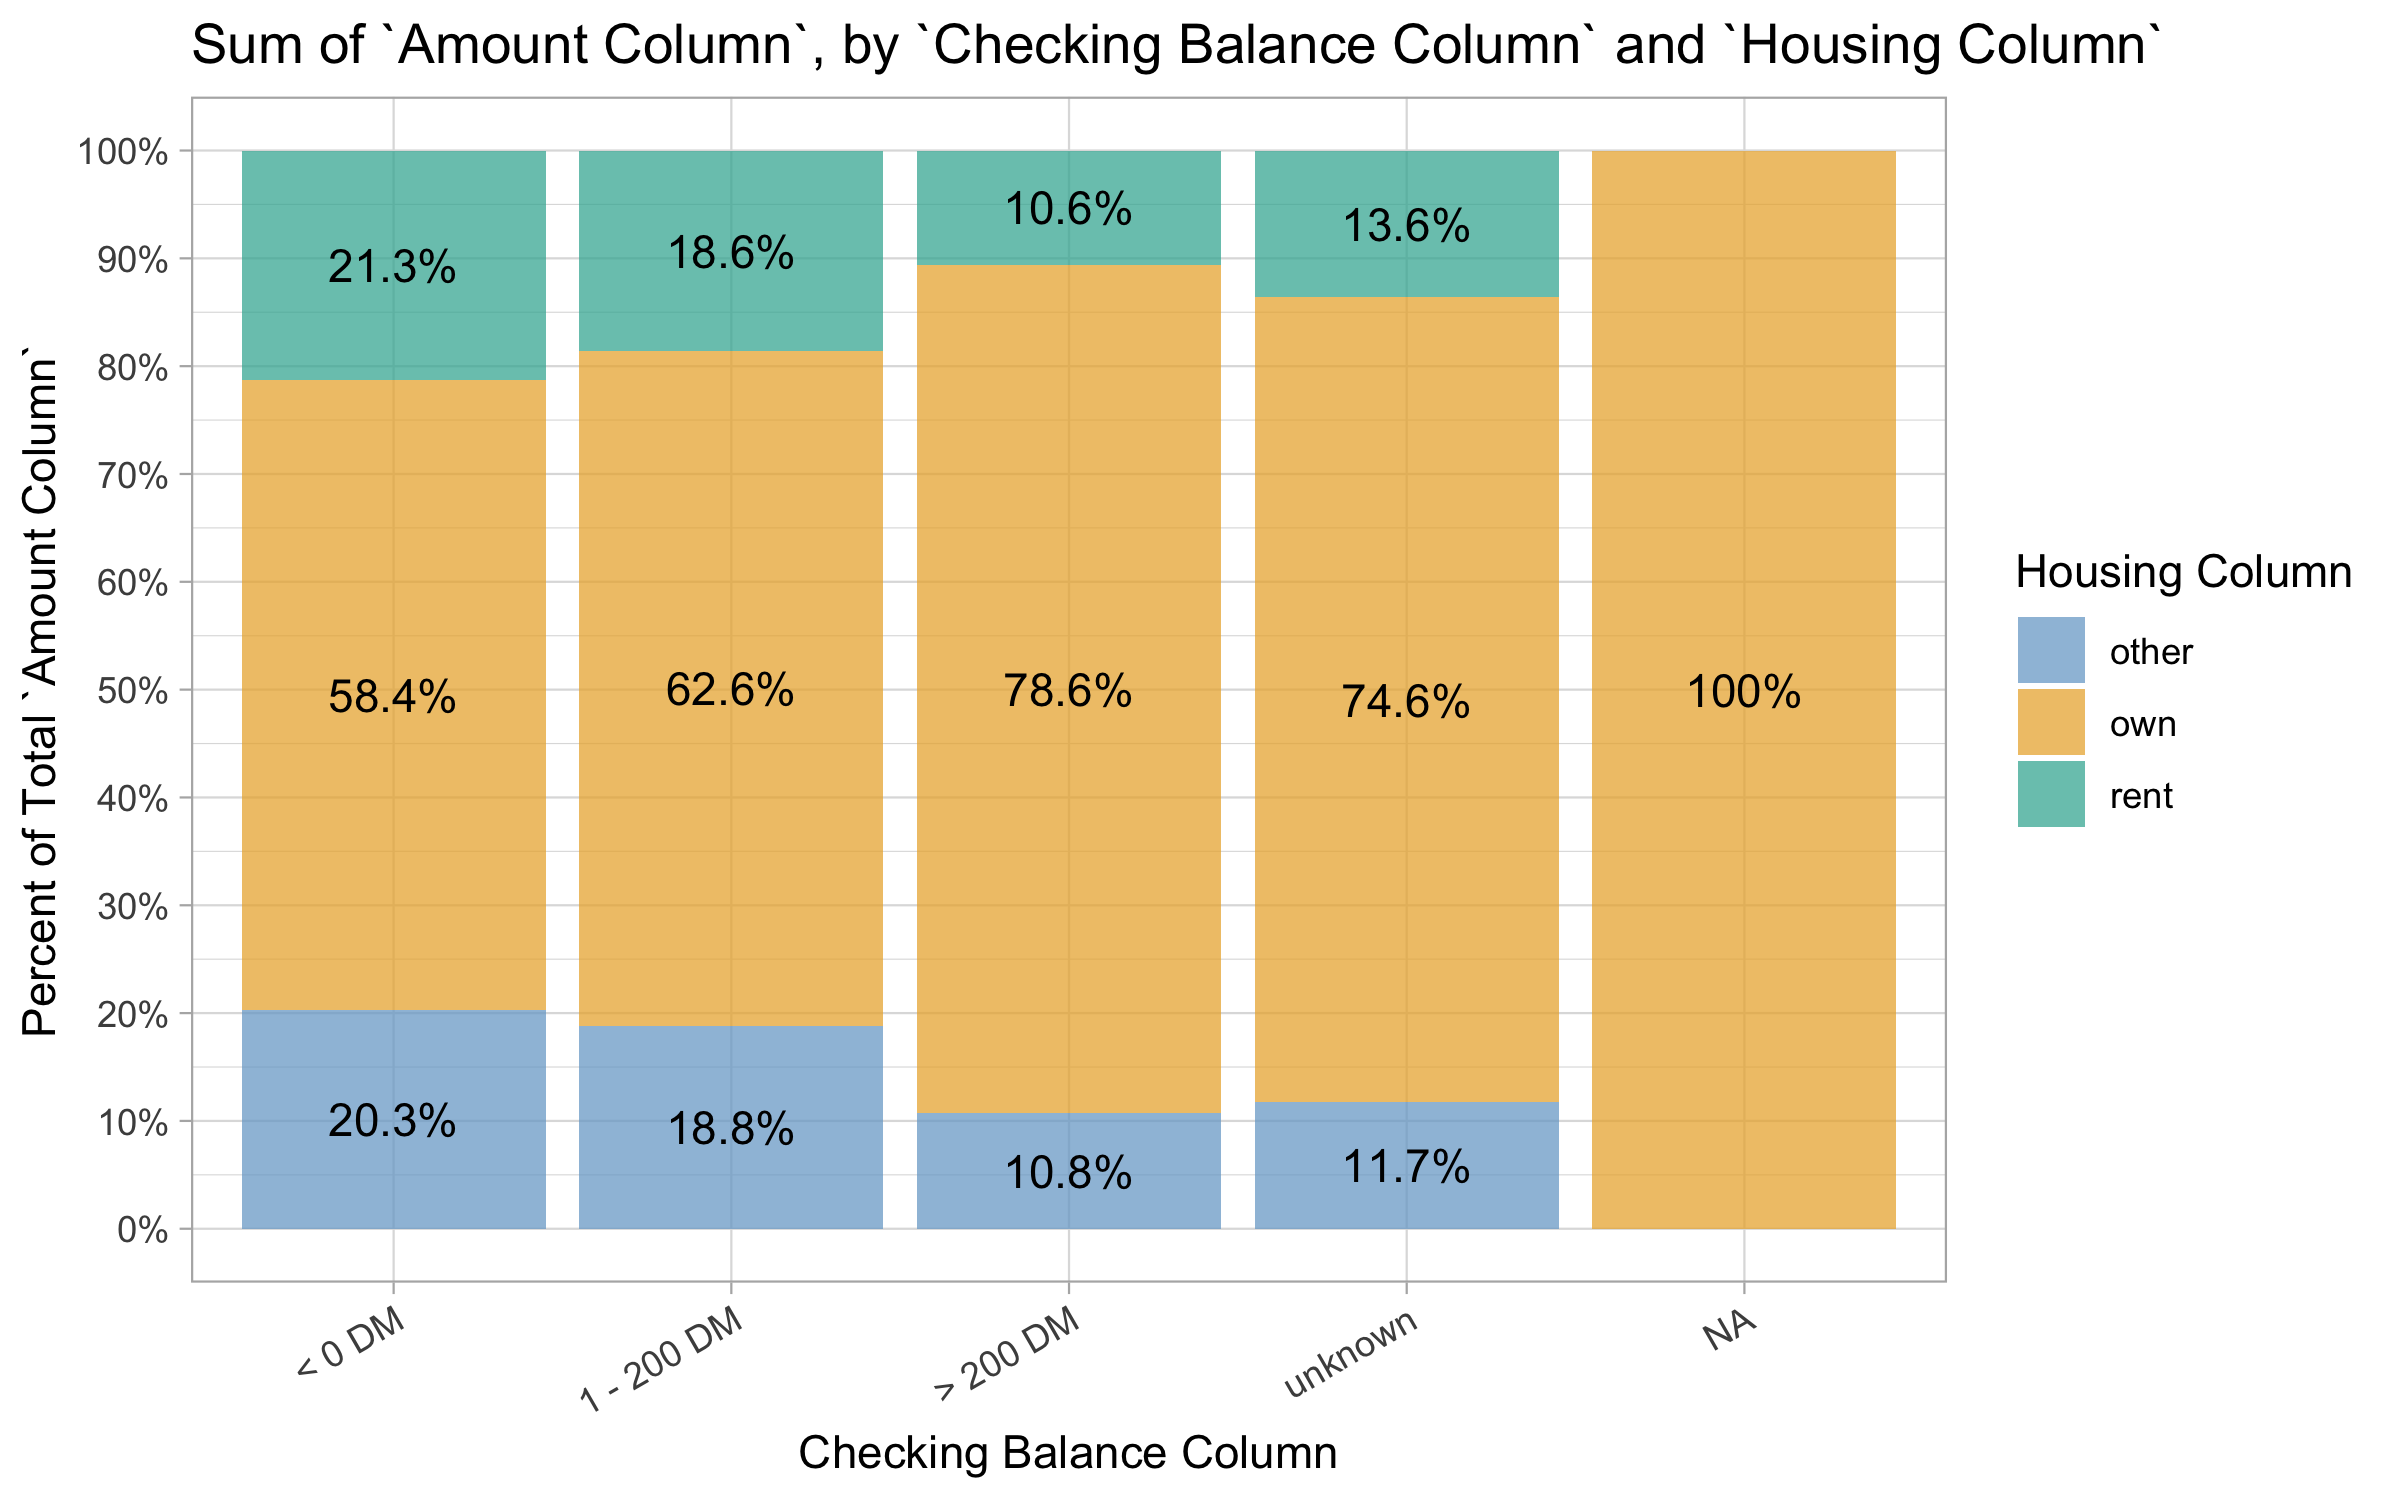 Sum of `Amount Column`, by `Checking Balance Column` and `Housing Column`
Percent of Total `Amount Column`
100%
90%
80%
70%
60%
50%
40%
30%
20%
10%
0%
21.3%
58.4%
20.3%
18.6%
62.6%
18.8%
10.6%
78.6%
10.8%
13.6%
74.6%
11.7%
100%
< 0 DM
1 - 200 DM
> 200 DM
unknown
NA
Checking Balance Column
Housing Column
other
own
rent